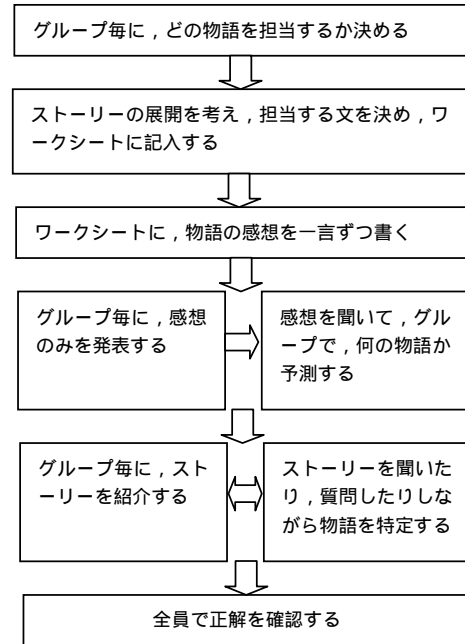 グループ毎に，どの物語を担当するか決める
ストーリーの展開を考え，担当する文を決め，ワ
ークシートに記入する
ワークシートに，物語の感想を一言ずつ書く
グループ毎に，感想
のみを発表する
感想を聞いて，グル
ープで，何の物語か
予測する
グループ毎に，スト
ーリーを紹介する
ストーリーを聞いた
り，質問したりしな
がら物語を特定する
全員で正解を確認する